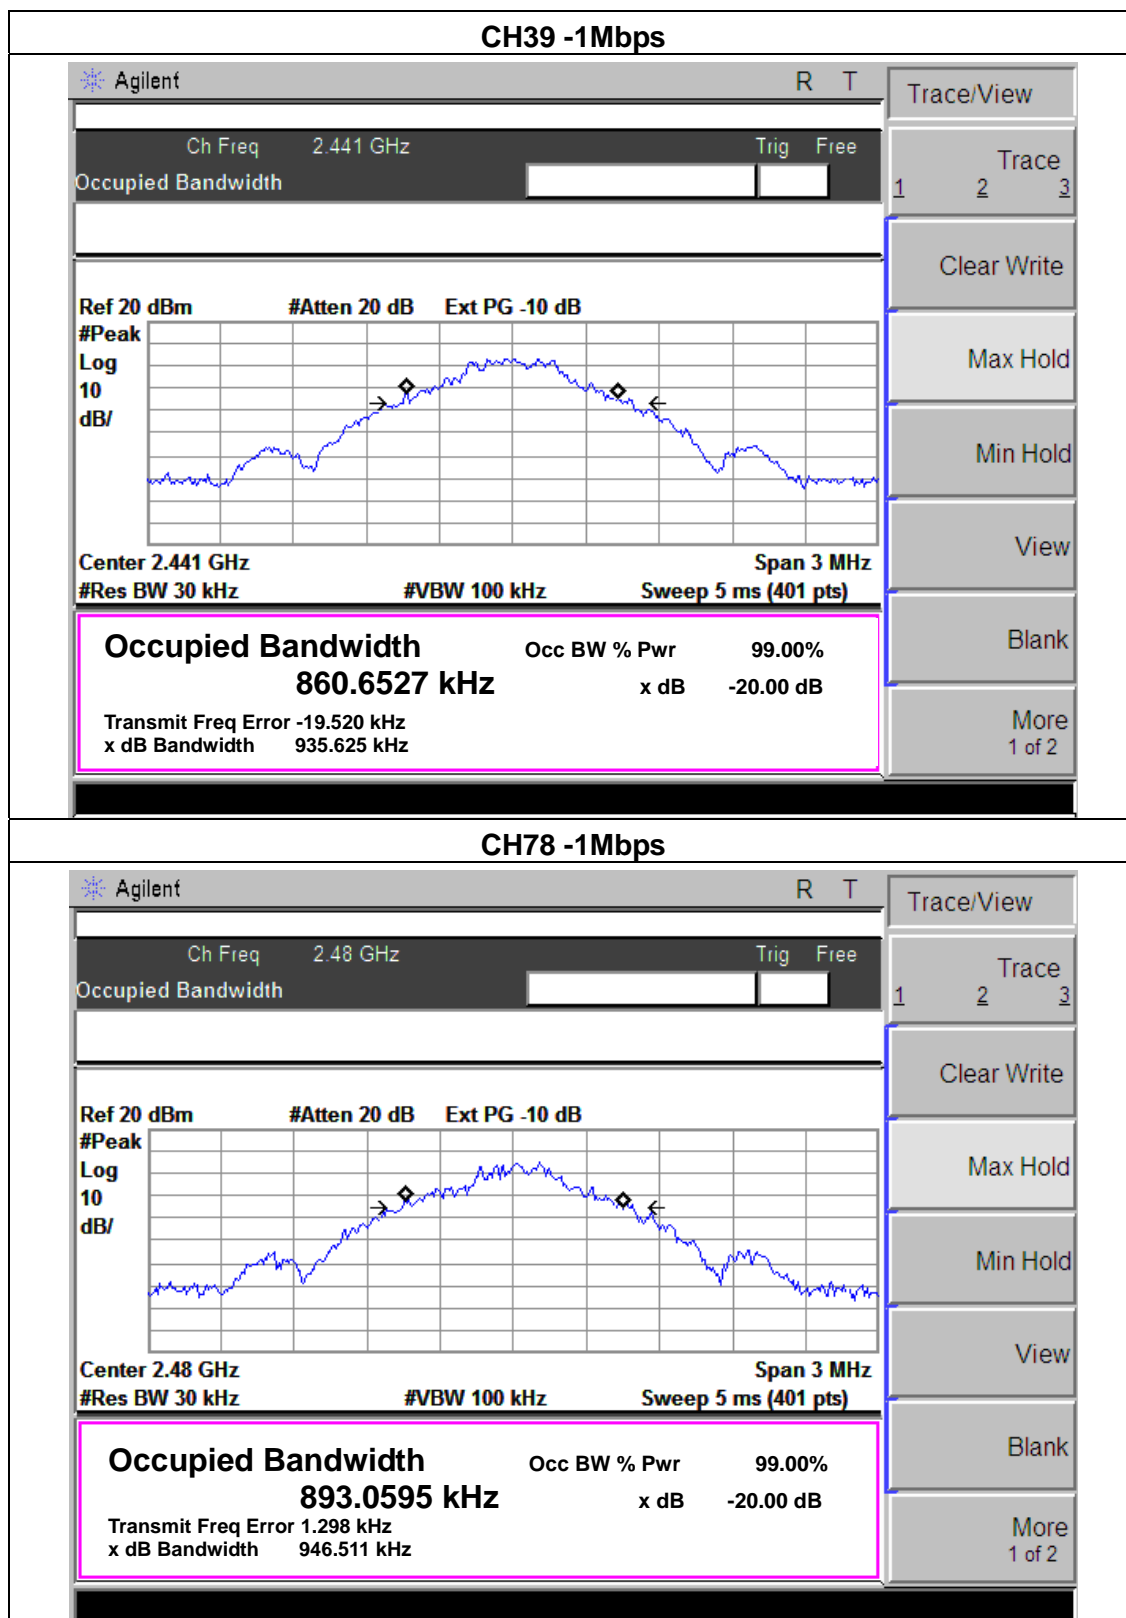 CH39 -1Mbps
Agilent R T
Trace/View
Ch Freq 2.441 GHz Trig Free
Occupied Bandwidth
Trace
1 2 3
Clear Write
Ref 20 dBm #Atten 20 dB Ext PG -10 dB
#Peak
Log
10
dB/
Max Hold
Min Hold
View
Center 2.441 GHz Span 3 MHz
#Res BW 30 kHz #VBW 100 kHz Sweep 5 ms (401 pts)
Occupied Bandwidth Occ BW % Pwr 99.00%
860.6527 kHz x dB -20.00 dB
Transmit Freq Error -19.520 kHz
x dB Bandwidth 935.625 kHz
Blank
More
1 of 2
CH78 -1Mbps
Agilent R T
Trace/View
Ch Freq 2.48 GHz Trig Free
Occupied Bandwidth
Trace
1 2 3
Clear Write
Ref 20 dBm #Atten 20 dB Ext PG -10 dB
#Peak
Log
10
dB/
Max Hold
Min Hold
View
Center 2.48 GHz Span 3 MHz
#Res BW 30 kHz #VBW 100 kHz Sweep 5 ms (401 pts)
Occupied Bandwidth Occ BW % Pwr 99.00%
893.0595 kHz x dB -20.00 dB
Transmit Freq Error 1.298 kHz
x dB Bandwidth 946.511 kHz
Blank
More
1 of 2